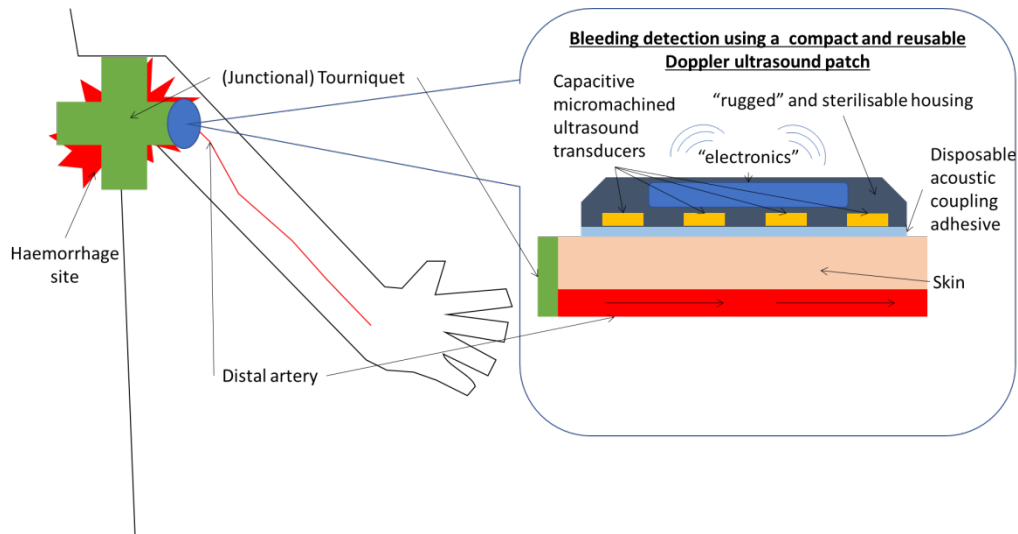 Bleeding detection using a compact and reusable
Doppler ultrasound patch
(Junctional) Tourniquet
Capacitive
micromachined
ultrasound
transducers
“rugged” and sterilisable housing
“electronics”
Disposable
acoustic
coupling
adhesive
Haemorrhage
site
Skin
Distal artery